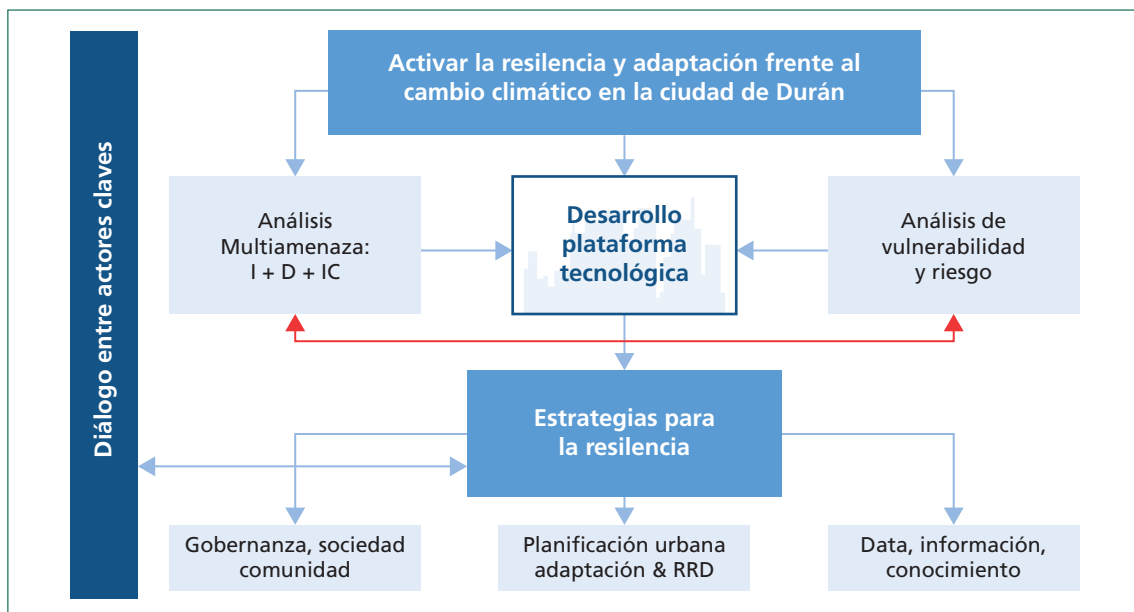 Diálogo entre actores claves
Activar la resilencia y adaptación frente al
cambio climático en la ciudad de Durán
Análisis
Multiamenaza:
I + D + IC
Desarrollo
plataforma
tecnológica
Análisis de
vulnerabilidad
y riesgo
Estrategias para
la resilencia
Gobernanza, sociedad
comunidad
Planificación urbana
adaptación & RRD
Data, información,
conocimiento